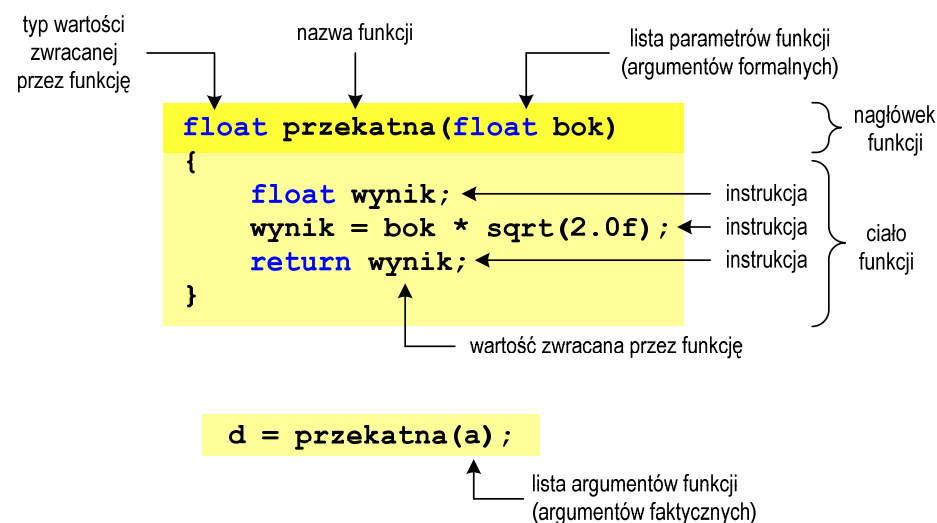 typ wartości
zwracanej
przez funkcję
nazwa funkcji
lista parametrów funkcji
(argumentów formalnych)
float przekatna(float bok)
nagłówek
funkcji
{
float wynik;
instrukcja
wynik = bok * sqrt(2.0f);
instrukcja
return wynik;
instrukcja
}
ciało
funkcji
wartość zwracana przez funkcję
d = przekatna(a);
lista argumentów funkcji
(argumentów faktycznych)